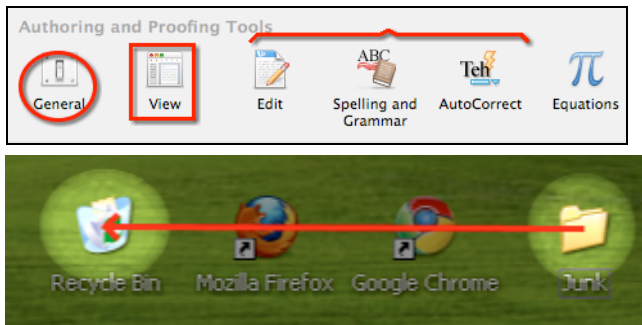 Authoring and Proofing Tools
ABC
Teh
π
General View Edit Spelling and AutoCorrect Equations
Grammar
Recycle Bin Mozilla Firefox Google Chrome Junk